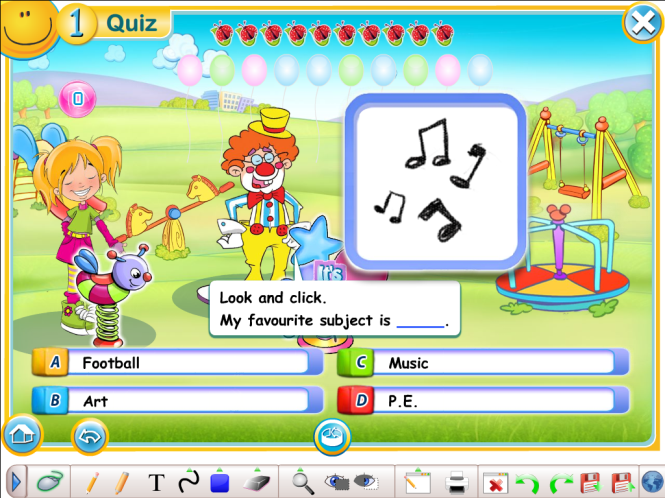 1 Quiz
0
It's
Look and click.
My favourite subject is _____.
A Football
C Music
B Art
D P.E.
T